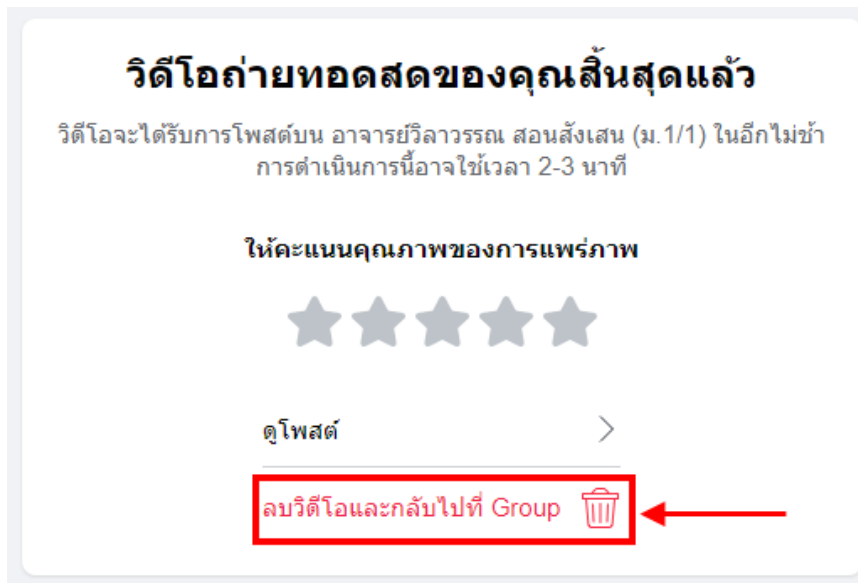 วิดีโอถ่ายทอดสดของคุณสิ้นสุดแล้ว
วิดีโอจะได้รับการโพสต์บน อาจารย์วิลาวรรณ สอนสังเสน (ม.1/1) ในอีกไม่ช้า
การดำเนินการนี้อาจใช้เวลา 2-3 นาที
ให้คะแนนคุณภาพของการแพร่ภาพ
ดูโพสต์
ลบวิดีโอและกลับไปที่ Group